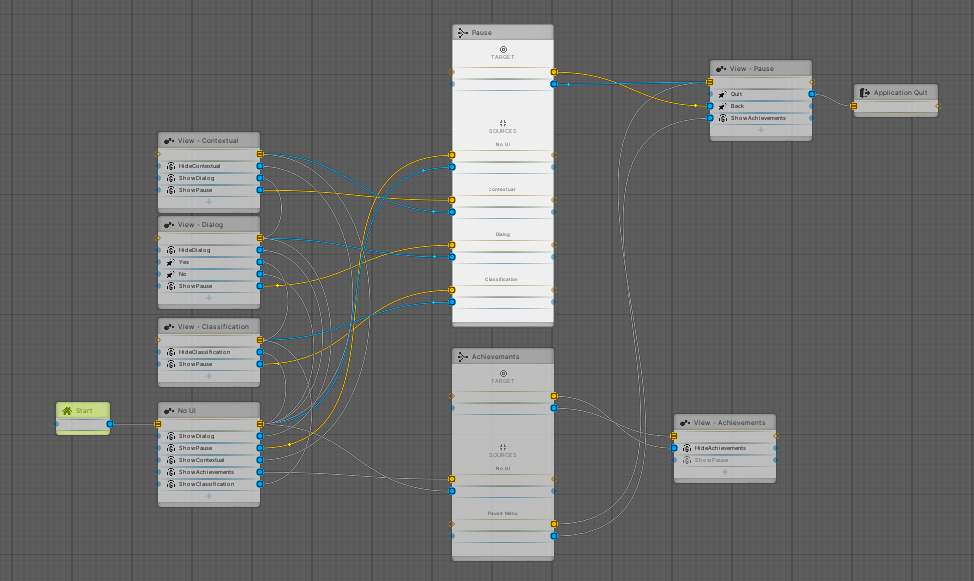 Pause
TARGET
SOURCES
No UI
Contextual
Dialog
Classification
View - Pause
Quit
Back
ShowAchievements
Application Quit
View - Contextual
HideContextual
ShowDialog
ShowPause
View - Dialog
HideDialog
Yes
No
ShowPause
View - Classification
HideClassification
ShowPause
Start
No UI
ShowDialog
ShowPause
ShowContextual
ShowAchievements
ShowClassification
Achievements
TARGET
SOURCES
No UI
Pause Menu
View - Achievements
HideAchievements
ShowPause